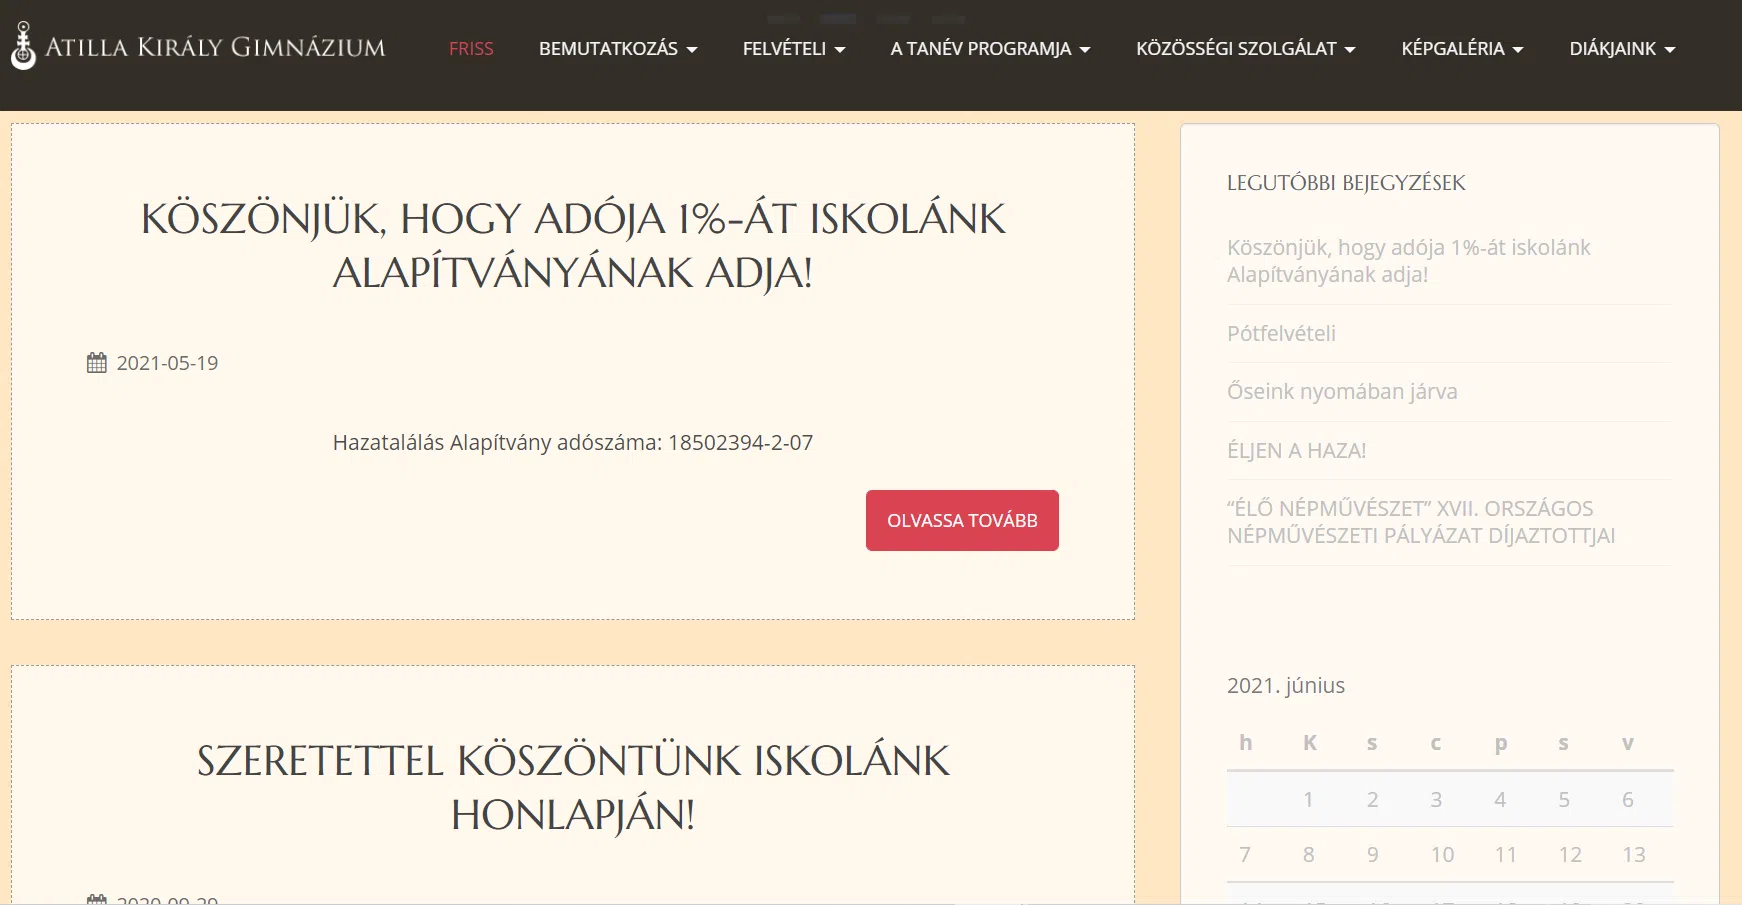 ATILLA KIRÁLY GIMNÁZIUM
FRISS
BEMUTATKOZÁS
FELVÉTELI
A TANÉV PROGRAMJA
KÖZÖSSÉGI SZOLGÁLAT
KÉPGALÉRIA
DIÁKJAINK
KÖSZÖNJÜK, HOGY ADÓJA 1%-ÁT ISKOLÁNK
ALAPÍTVÁNYÁNAK ADJA!
2021-05-19
Hazatalálás Alapítvány adószáma: 18502394-2-07
OLVASSA TOVÁBB
SZERETETTEL KÖSZÖNTÜNK ISKOLÁNK
HONLAPJÁN!
LEGUTÓBBI BEJEGYZÉSEK
Köszönjük, hogy adója 1%-át iskolánk
Alapítványának adja!
Pótfelvételi
Őseink nyomában járva
ÉLJEN A HAZA!
“ÉLŐ NÉPMŰVÉSZET” XVII. ORSZÁGOS
NÉPMŰVÉSZETI PÁLYÁZAT DÍJAZTOTTJAI
2021. június
h K s c p s v
1 2 3 4 5 6
7 8 9 10 11 12 13